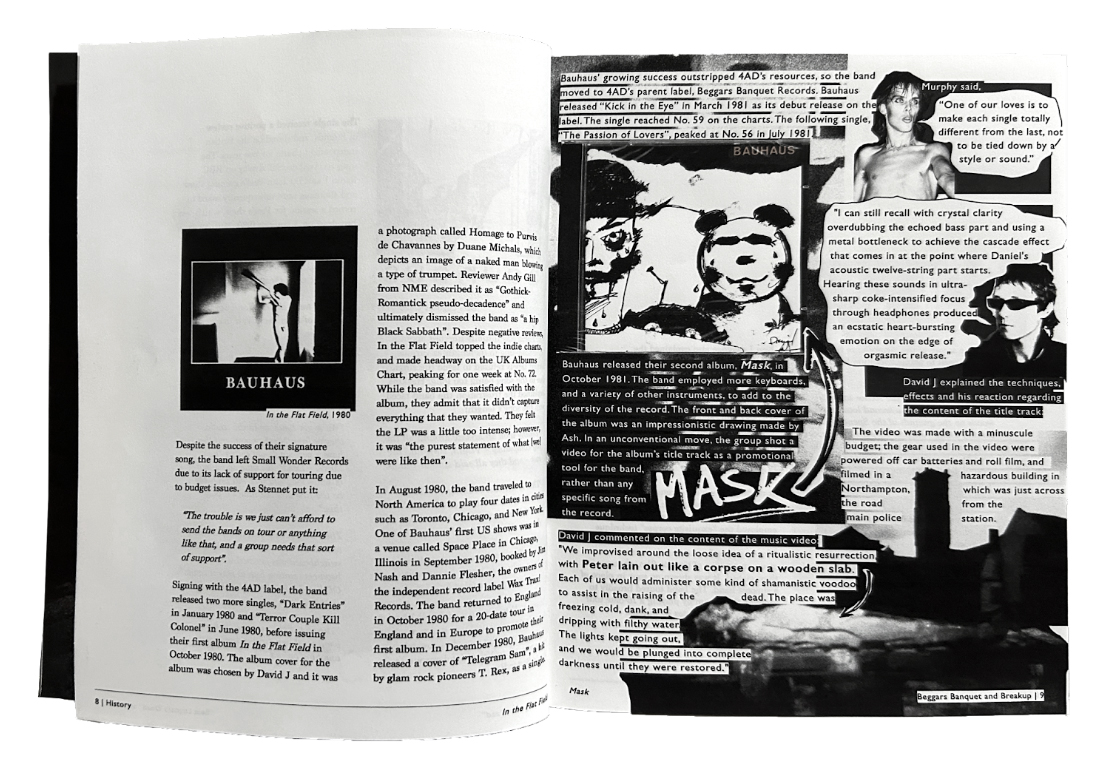 BAUHAUS
In the Flat Field, 1980
Despite the success of their signature
song, the band left Small Wonder Records
due to its lack of support for touring due
to budget issues. As Stennet put it:
"The trouble is we just can't afford to
send the bands on tour or anything
like that, and a group needs that sort
of support".
Signing with the 4AD label, the band
released two more singles, "Dark Entries"
in January 1980 and "Terror Couple Kill
Colonel" in June 1980, before issuing
their first album In the Flat Field in
October 1980. The album cover for the
album was chosen by David J and it was
a photograph called Homage to Purvis
de Chavannes by Duane Michals, which
depicts an image of a naked man blowing
a type of trumpet. Reviewer Andy Gill
from NME described it as "Gothick-
Romantick pseudo-decadence" and
ultimately dismissed the band as "a hip
Black Sabbath". Despite negative reviews,
In the Flat Field topped the indie charts,
and made headway on the UK Albums
Chart, peaking for one week at No. 72.
While the band was satisfied with the
album, they admit that it didn't capture
everything that they wanted. They felt
the LP was a little too intense; however,
it was "the purest statement of what [we]
were like then".
In August 1980, the band traveled to
North America to play four dates in cities
such as Toronto, Chicago, and New York.
One of Bauhaus' first US shows was in
a venue called Space Place in Chicago,
Illinois in September 1980, booked by Jim
Nash and Dannie Flesher, the owners of
the independent record label Wax Trax!
Records. The band returned to England
in October 1980 for a 20-date tour in
England and in Europe to promote their
first album. In December 1980, Bauhaus
released a cover of "Telegram Sam", a hit
by glam rock pioneers T. Rex, as a single.
8 | History
In the Flat Field
Bauhaus' growing success outstripped 4AD's resources, so the band
moved to 4AD's parent label, Beggars Banquet Records. Bauhaus
released "Kick in the Eye" in March 1981 as its debut release on the
label. The single reached No. 59 on the charts. The following single,
"The Passion of Lovers", peaked at No. 56 in July 1981.
BAUHAUS
Murphy said,
"One of our loves is to
make each single totally
different from the last, not
to be tied down by a
style or sound."
"I can still recall with crystal clarity
overdubbing the echoed bass part and using a
metal bottleneck to achieve the cascade effect
that comes in at the point where Daniel's
acoustic twelve-string part starts.
Hearing these sounds in ultra-
sharp coke-intensified focus
through headphones produced
an ecstatic heart-bursting
emotion on the edge of
orgasmic release."
David J explained the techniques,
effects and his reaction regarding
the content of the title track:
Bauhaus released their second album, Mask, in
October 1981. The band employed more keyboards,
and a variety of other instruments, to add to the
diversity of the record. The front and back cover of
the album was an impressionistic drawing made by
Ash. In an unconventional move, the group shot a
video for the album's title track as a promotional
tool for the band,
rather than any
specific song from
the record.
MASK
The video was made with a minuscule
budget; the gear used in the video were
powered off car batteries and roll film, and
filmed in a hazardous building in
Northampton, which was just across
the road from the
main police station.
David J commented on the content of the music video:
"We improvised around the loose idea of a ritualistic resurrection,
with Peter lain out like a corpse on a wooden slab.
Each of us would administer some kind of shamanistic voodoo
to assist in the raising of the dead. The place was
freezing cold, dank, and
dripping with filthy water.
The lights kept going out,
and we would be plunged into complete
darkness until they were restored."
Mask
Beggars Banquet and Breakup | 9